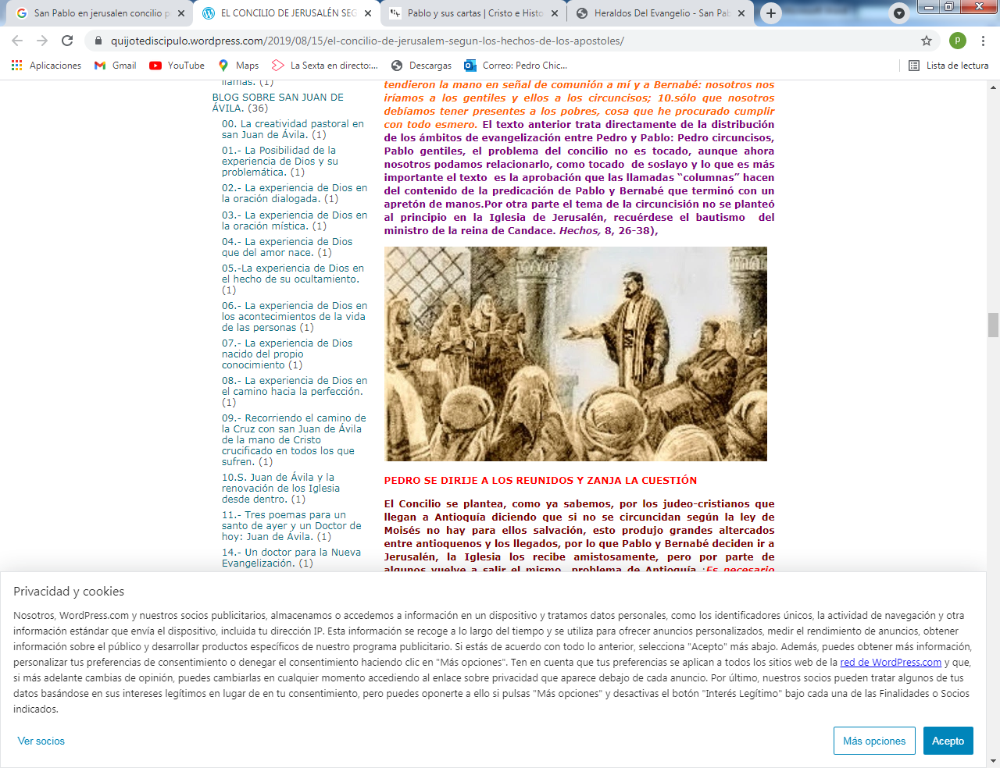 San Pablo en jerusalen concilio p
EL CONCILIO DE JERUSALÉN SEG
Pablo y sus cartas | Cristo e Histo
Heraldos Del Evangelio - San Pab
quijotediscipulo.wordpress.com/2019/08/15/el-concilio-de-jerusalem-segun-los-hechos-de-los-apostoles/
p
Aplicaciones
Gmail
YouTube
Maps
La Sexta en directo:...
Descargas
Correo: Pedro Chic...
Lista de lectura
llamas. (1)
BLOG SOBRE SAN JUAN DE
ÁVILA. (36)
00. La creatividad pastoral en
san Juan de Ávila. (1)
01.- La Posibilidad de la
experiencia de Dios y su
problemática. (1)
02.- La experiencia de Dios en
la oración dialogada. (1)
03.- La experiencia de Dios en
la oración mística. (1)
04.- La experiencia de Dios
que del amor nace. (1)
05.-La experiencia de Dios en
el hecho de su ocultamiento.
(1)
06.- La experiencia de Dios en
los acontecimientos de la vida
de las personas (1)
07.- La experiencia de Dios
nacido del propio
conocimiento (1)
08.- La experiencia de Dios en
el camino hacia la perfección.
(1)
09.- Recorriendo el camino de
la Cruz con san Juan de Ávila
de la mano de Cristo
crucificado en todos los que
sufren. (1)
10.S. Juan de Ávila y la
renovación de los Iglesia
desde dentro. (1)
11.- Tres poemas para un
santo de ayer y un Doctor de
hoy: Juan de Ávila. (1)
14.- Un doctor para la Nueva
Evangelización. (1)
tendieron la mano en señal de comunión a mí y a Bernabé: nosotros nos
iríamos a los gentiles y ellos a los circuncisos; 10.sólo que nosotros
debíamos tener presentes a los pobres, cosa que he procurado cumplir
con todo esmero. El texto anterior trata directamente de la distribución
de los ámbitos de evangelización entre Pedro y Pablo: Pedro circuncisos,
Pablo gentiles, el problema del concilio no es tocado, aunque ahora
nosotros podamos relacionarlo, como tocado de soslayo y lo que es más
importante el texto es la aprobación que las llamadas “columnas” hacen
del contenido de la predicación de Pablo y Bernabé que terminó con un
apretón de manos.Por otra parte el tema de la circuncisión no se planteó
al principio en la Iglesia de Jerusalén, recuérdese el bautismo del
ministro de la reina de Candace. Hechos, 8, 26-38),
PEDRO SE DIRIJE A LOS REUNIDOS Y ZANJA LA CUESTIÓN
El Concilio se plantea, como ya sabemos, por los judeo-cristianos que
llegan a Antioquía diciendo que si no se circuncidan según la ley de
Moisés no hay para ellos salvación, esto produjo grandes altercados
entre antioquenos y los llegados, por lo que Pablo y Bernabé deciden ir a
Jerusalén, la Iglesia los recibe amistosamente, pero por parte de
algunos vuelve a salir el mismo problema de Antioquía :Es necesario
Privacidad y cookies
Nosotros, WordPress.com y nuestros socios publicitarios, almacenamos o accedemos a información en un dispositivo y tratamos datos personales, como los identificadores únicos, la actividad de navegación y otra
información estándar que envía el dispositivo, incluida tu dirección IP. Esta información se recoge a lo largo del tiempo y se utiliza para ofrecer anuncios personalizados, medir el rendimiento de anuncios, obtener
información sobre el público y desarrollar productos específicos de nuestro programa publicitario. Si estás de acuerdo con todo lo anterior, selecciona "Acepto" más abajo. Además, puedes obtener más información,
personalizar tus preferencias de consentimiento o denegar el consentimiento haciendo clic en "Más opciones". Ten en cuenta que tus preferencias se aplican a todos los sitios web de la red de WordPress.com y que,
si más adelante cambias de opinión, puedes cambiarlas en cualquier momento accediendo al enlace sobre privacidad que aparece debajo de cada anuncio. Por último, nuestros socios pueden tratar algunos de tus
datos basándose en sus intereses legítimos en lugar de en tu consentimiento, pero puedes oponerte a ello si pulsas "Más opciones" y desactivas el botón "Interés Legítimo" bajo cada una de las Finalidades o Socios
indicados.
Ver socios
Más opciones
Acepto